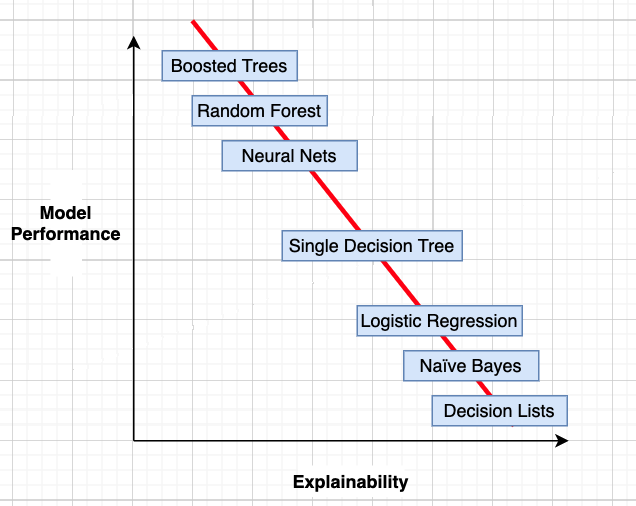 Boosted Trees
Random Forest
Neural Nets
Model
Performance
Single Decision Tree
Logistic Regression
Naïve Bayes
Decision Lists
Explainability